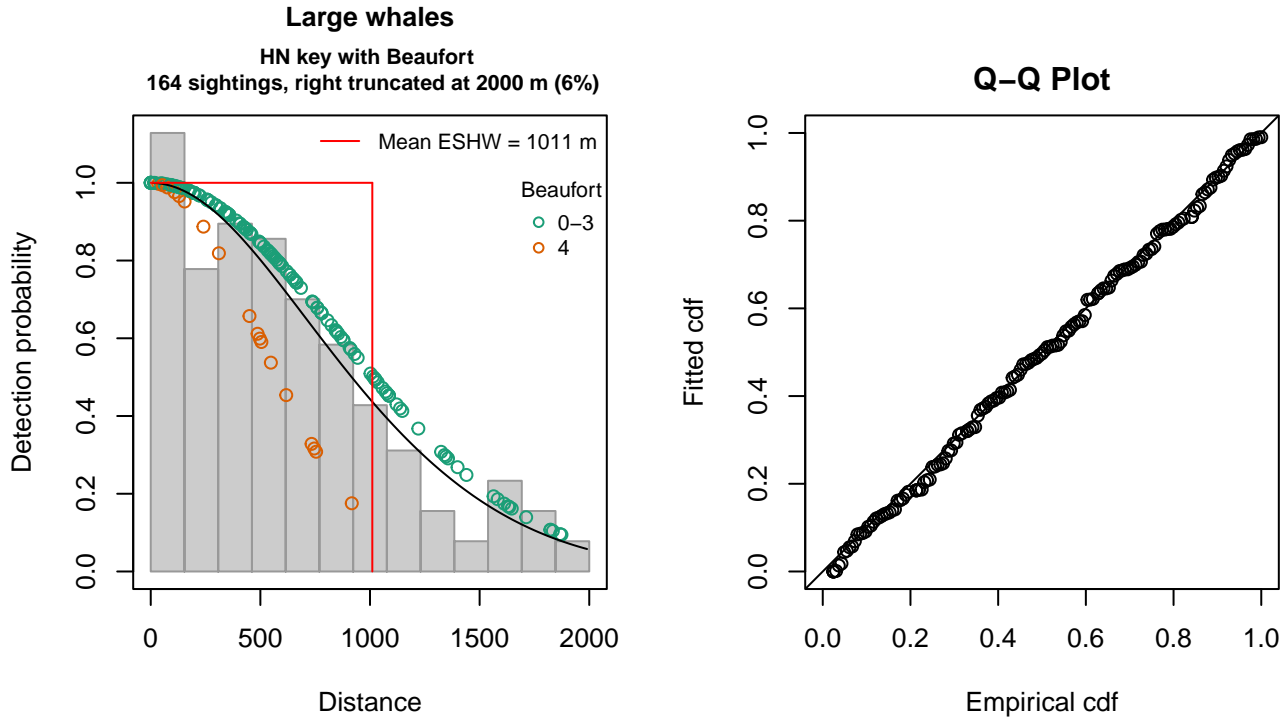 Large whales
HN key with Beaufort
164 sightings, right truncated at 2000 m (6%)
Mean ESHW = 1011 m
Beaufort
0−3
4
Detection probability
0.0
0.2
0.4
0.6
0.8
1.0
0 500 1000 1500 2000
Distance
Q−Q Plot
Fitted cdf
0.0
0.2
0.4
0.6
0.8
1.0
0.0 0.2 0.4 0.6 0.8 1.0
Empirical cdf